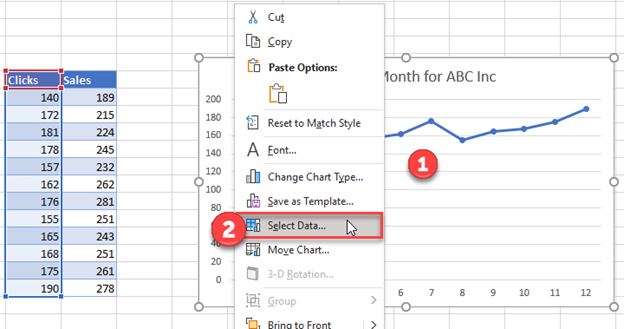 Clicks Sales
140 189
172 215
181 224
178 245
157 232
162 262
176 281
155 251
165 243
168 251
175 261
190 278
Cut
Copy
Paste Options:
Reset to Match Style
Font...
Change Chart Type...
Save as Template...
2 Select Data...
Move Chart...
3-D Rotation...
Group
Bring to Front
Month for ABC Inc
200
180
160
140
120
100
80
60
20
0
1
6 7 8 9 10 11 12